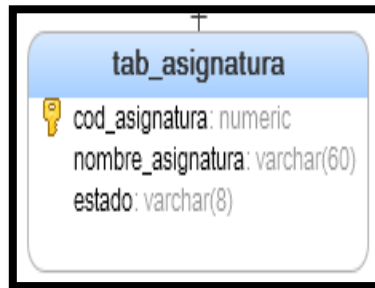 tab_asignatura
cod_asignatura: numeric
nombre_asignatura: varchar(60)
estado: varchar(8)